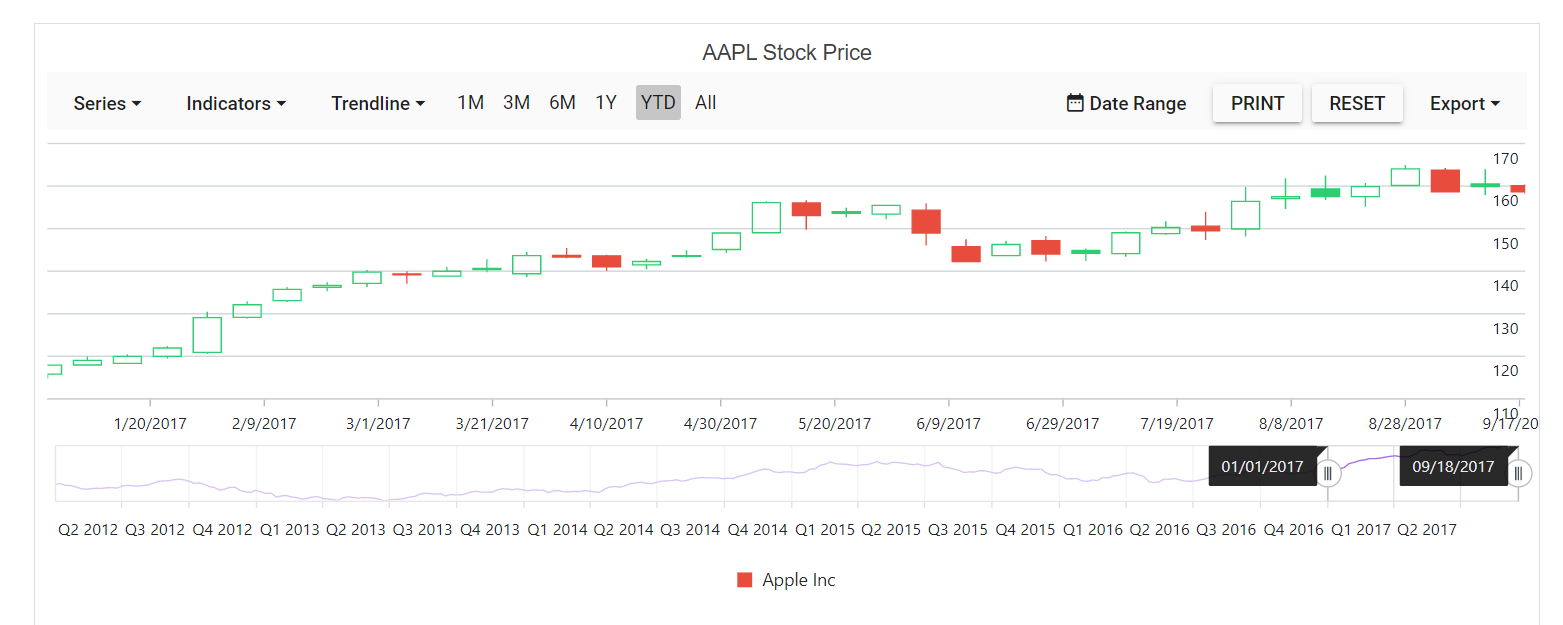 AAPL Stock Price
Series Indicators Trendline 1M 3M 6M 1Y YTD All Date Range PRINT RESET Export
170
160
150
140
130
120
110
1/20/2017 2/9/2017 3/1/2017 3/21/2017 4/10/2017 4/30/2017 5/20/2017 6/9/2017 6/29/2017 7/19/2017 8/8/2017 8/28/2017 9/17/20
01/01/2017 09/18/2017
Q2 2012 Q3 2012 Q4 2012 Q1 2013 Q2 2013 Q3 2013 Q4 2013 Q1 2014 Q2 2014 Q3 2014 Q4 2014 Q1 2015 Q2 2015 Q3 2015 Q4 2015 Q1 2016 Q2 2016 Q3 2016 Q4 2016 Q1 2017 Q2 2017
Apple Inc